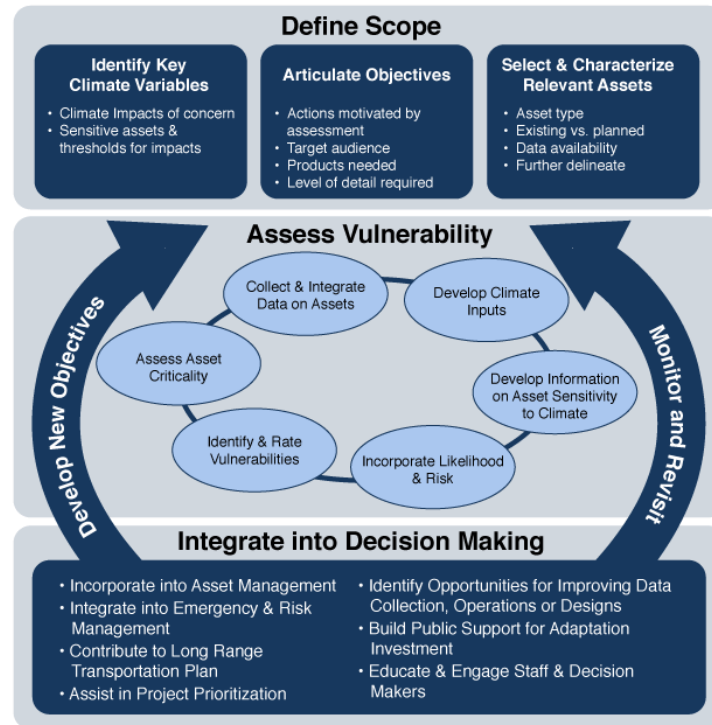 Define Scope
Identify Key
Climate Variables
• Climate Impacts of concern
• Sensitive assets &
thresholds for impacts
Articulate Objectives
• Actions motivated by
assessment
• Target audience
• Products needed
• Level of detail required
Select & Characterize
Relevant Assets
• Asset type
• Existing vs. planned
• Data availability
• Further delineate
Assess Vulnerability
Collect & Integrate
Data on Assets
Develop Climate
Inputs
Assess Asset
Criticality
Develop Information
on Asset Sensitivity
to Climate
Identify & Rate
Vulnerabilities
Incorporate Likelihood
& Risk
Develop New Objectives
Monitor and Revisit
Integrate into Decision Making
• Incorporate into Asset Management
• Integrate into Emergency & Risk
Management
• Contribute to Long Range
Transportation Plan
• Assist in Project Prioritization
• Identify Opportunities for Improving Data
Collection, Operations or Designs
• Build Public Support for Adaptation
Investment
• Educate & Engage Staff & Decision
Makers